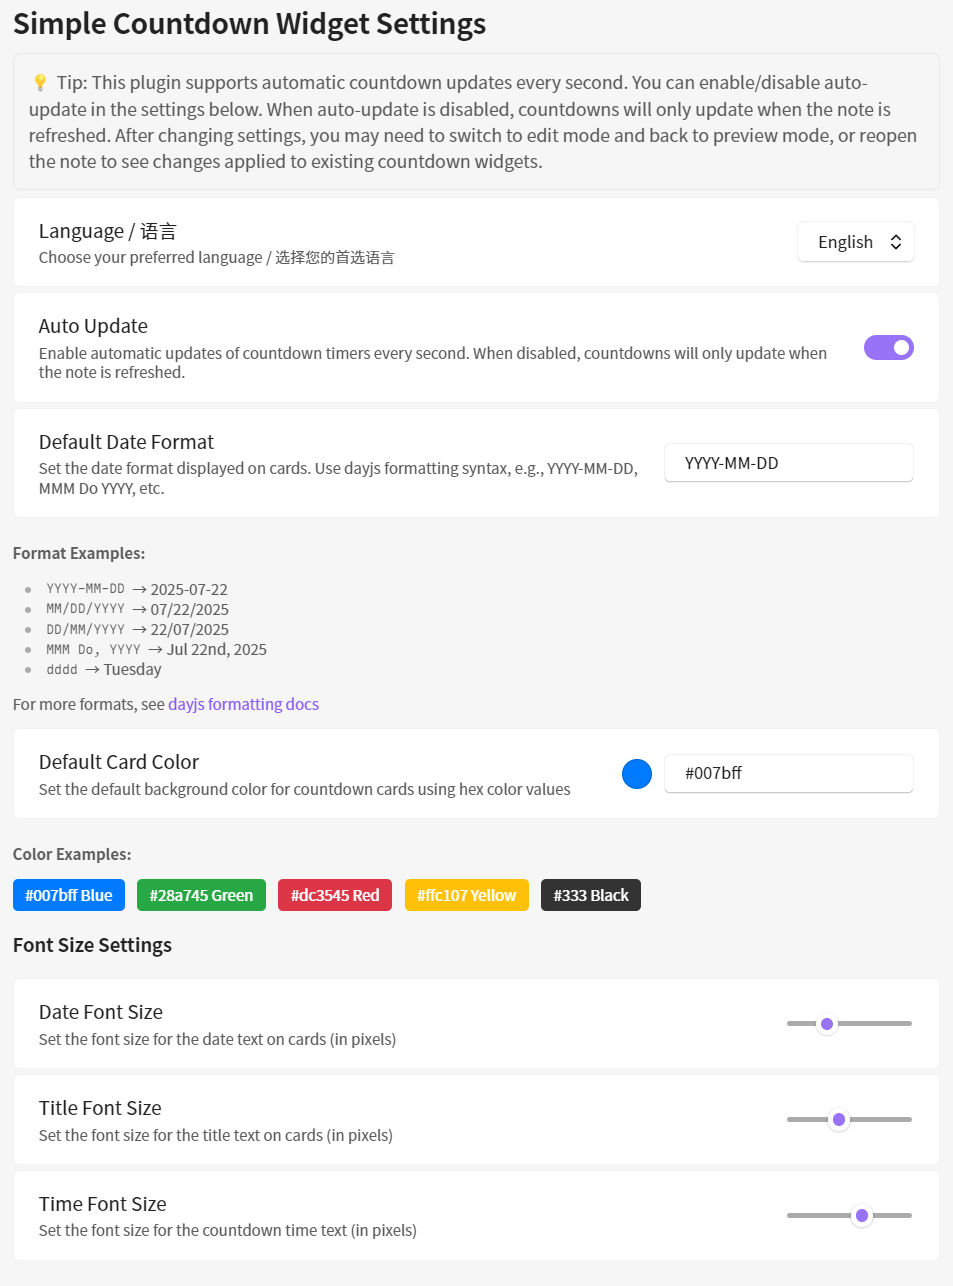 Simple Countdown Widget Settings
💡 Tip: This plugin supports automatic countdown updates every second. You can enable/disable auto-
update in the settings below. When auto-update is disabled, countdowns will only update when the note is
refreshed. After changing settings, you may need to switch to edit mode and back to preview mode, or reopen
the note to see changes applied to existing countdown widgets.
Language / 语言
Choose your preferred language / 选择您的首选语言
English
Auto Update
Enable automatic updates of countdown timers every second. When disabled, countdowns will only update when
the note is refreshed.
Default Date Format
Set the date format displayed on cards. Use dayjs formatting syntax, e.g., YYYY-MM-DD,
MMM Do YYYY, etc.
YYYY-MM-DD
Format Examples:
YYYY-MM-DD → 2025-07-22
MM/DD/YYYY → 07/22/2025
DD/MM/YYYY → 22/07/2025
MMM Do, YYYY → Jul 22nd, 2025
dddd → Tuesday
For more formats, see dayjs formatting docs
Default Card Color
Set the default background color for countdown cards using hex color values
#007bff
Color Examples:
#007bff Blue #28a745 Green #dc3545 Red #ffc107 Yellow #333 Black
Font Size Settings
Date Font Size
Set the font size for the date text on cards (in pixels)
Title Font Size
Set the font size for the title text on cards (in pixels)
Time Font Size
Set the font size for the countdown time text (in pixels)